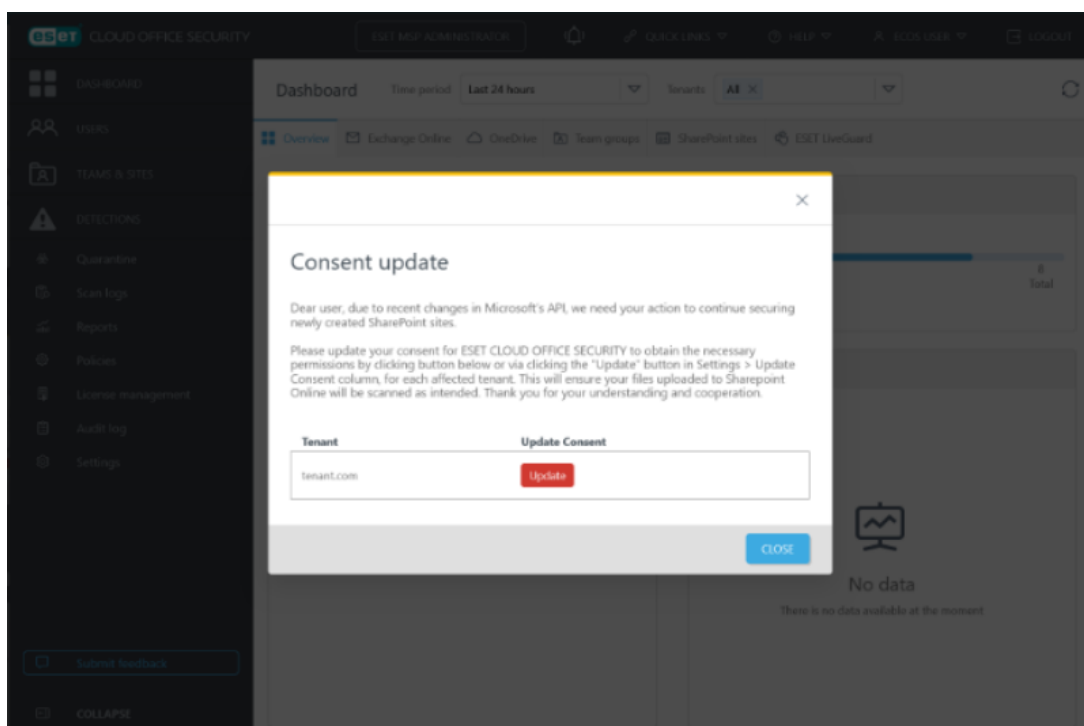 eset CLOUD OFFICE SECURITY
ESET MSP ADMINISTRATOR
QUICK LINKS
HELP
ECOS USER
LOGOUT
DASHBOARD
USERS
TEAMS & SITES
DETECTIONS
Quarantine
Scan logs
Reports
Policies
License management
Audit log
Settings
Submit feedback
COLLAPSE
Dashboard Time period Last 24 hours Tenants All
Overview Exchange Online OneDrive Team groups SharePoint sites ESET LiveGuard
Consent update
Dear user, due to recent changes in Microsoft's API, we need your action to continue securing
newly created SharePoint sites.
Please update your consent for ESET CLOUD OFFICE SECURITY to obtain the necessary
permissions by clicking button below or via clicking the "Update" button in Settings > Update
Consent column, for each affected tenant. This will ensure your files uploaded to Sharepoint
Online will be scanned as intended. Thank you for your understanding and cooperation.
Tenant Update Consent
tenant.com Update
CLOSE
Total
No data
There is no data available at the moment